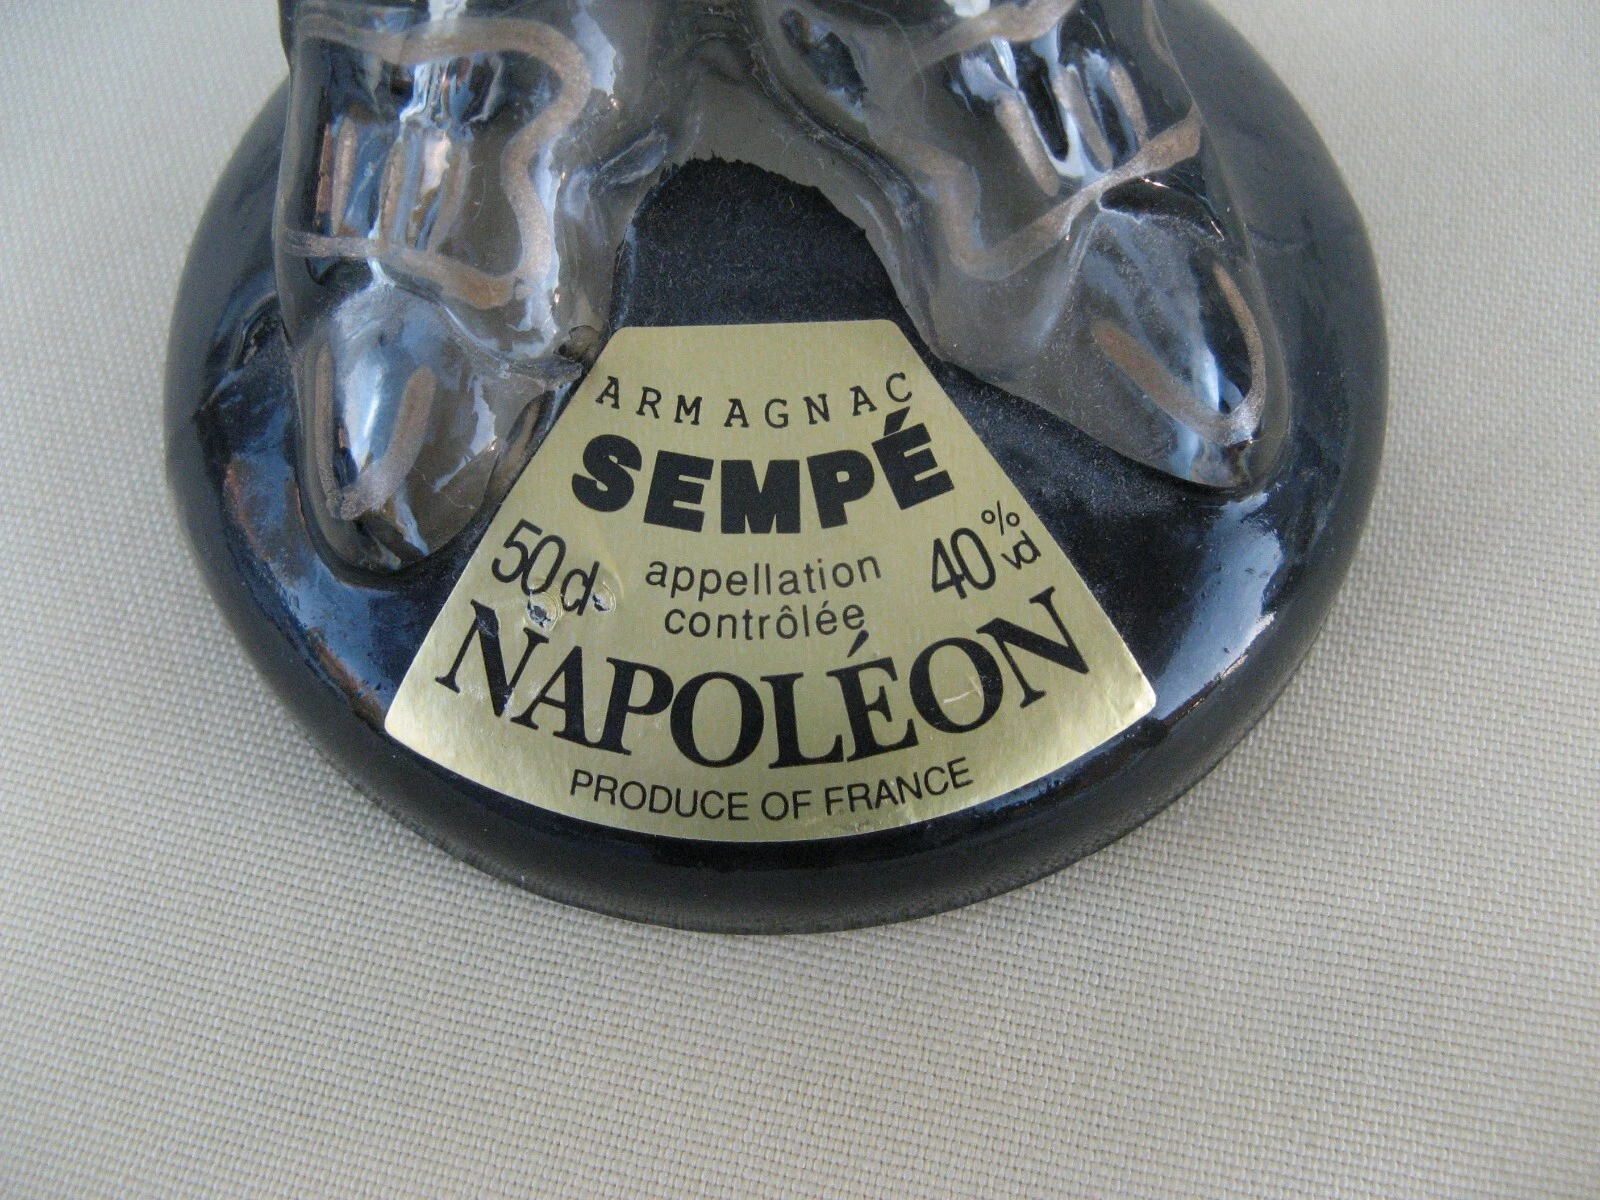 ARMAGNAC
SEMPÉ
50cl appellation 40% vol
contrôlée
NAPOLÉON
PRODUCE OF FRANCE